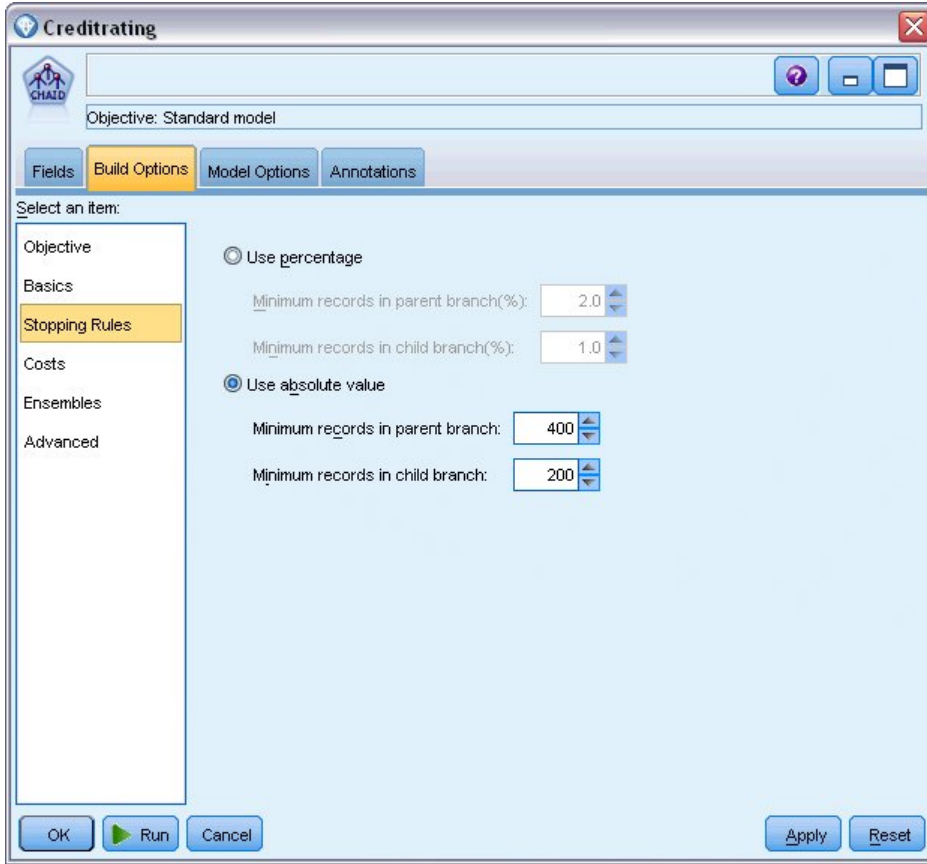 Creditrating
CHAID
?
Objective: Standard model
Fields Build Options Model Options Annotations
Select an item:
Objective
Basics
Stopping Rules
Costs
Ensembles
Advanced
Use percentage
Minimum records in parent branch(%): 2.0
Minimum records in child branch(%): 1.0
Use absolute value
Minimum records in parent branch: 400
Minimum records in child branch: 200
OK Run Cancel Apply Reset